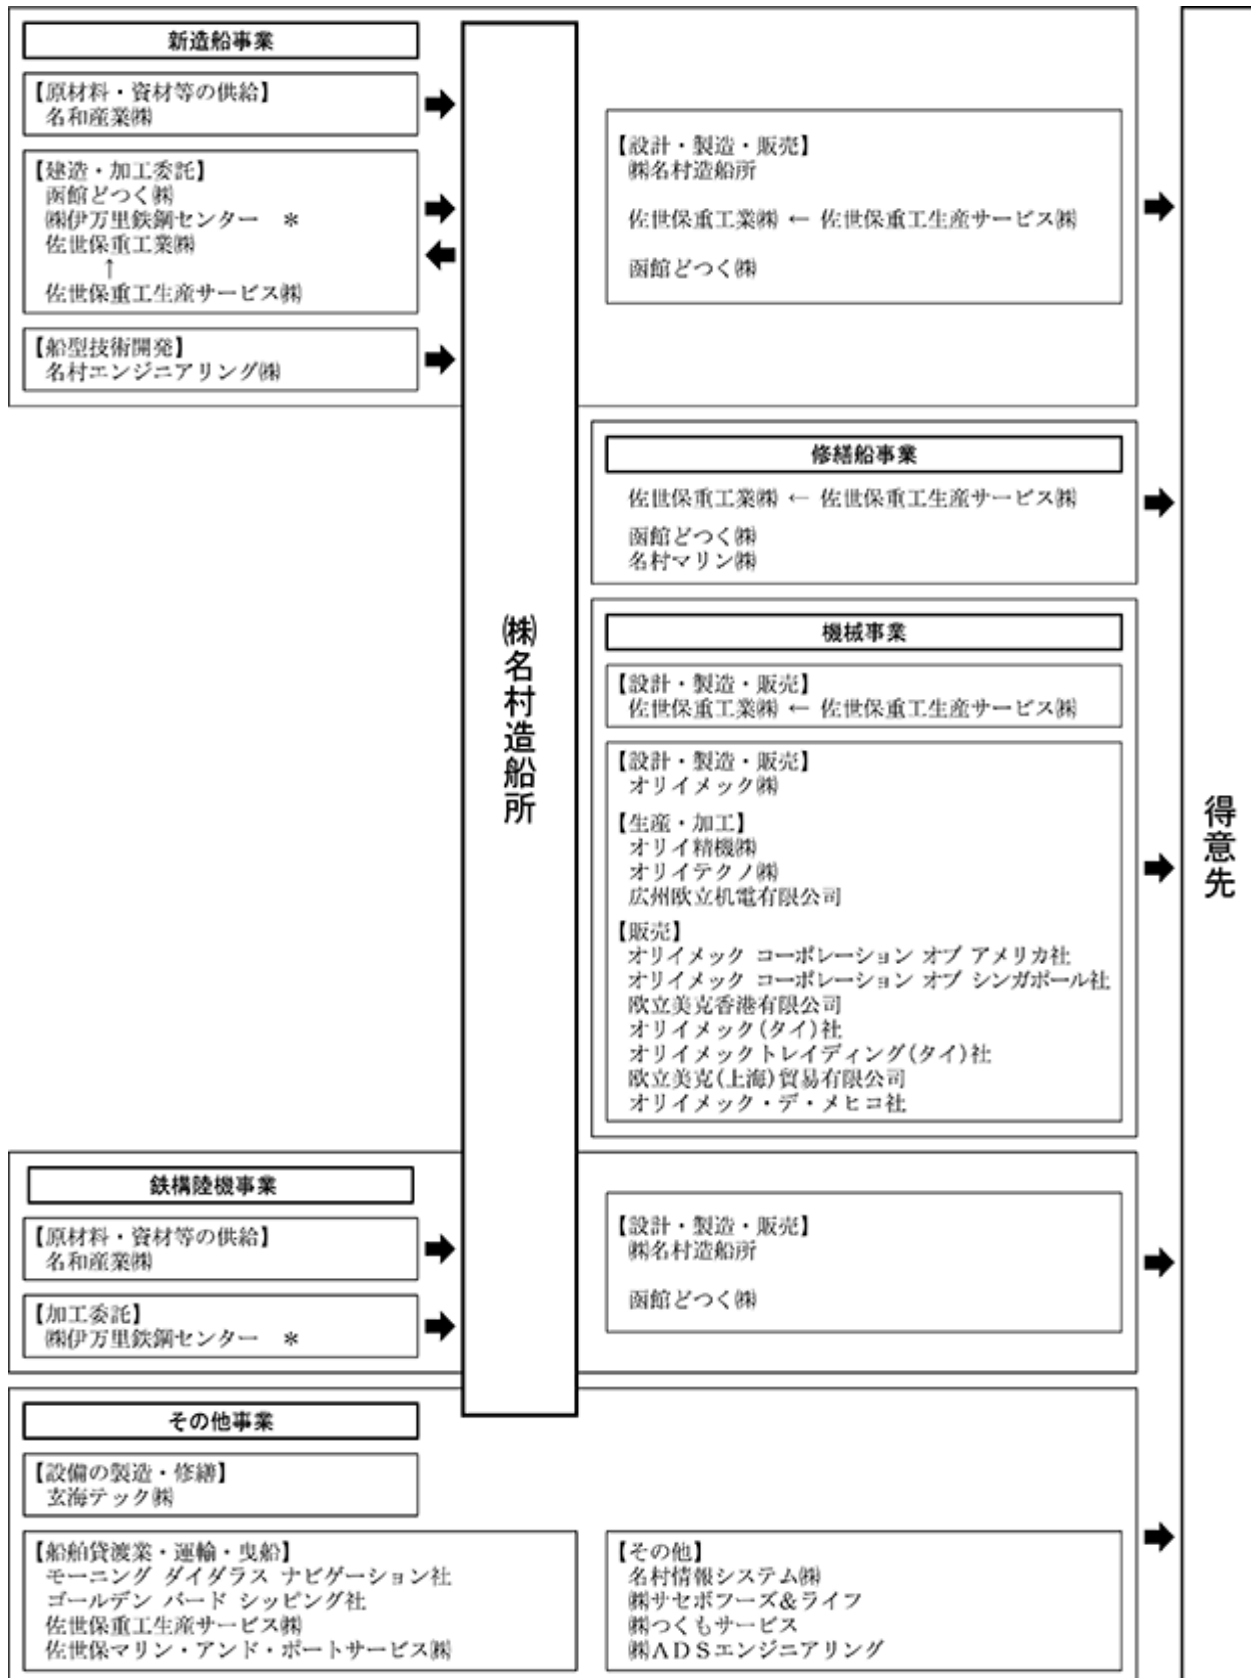 新造船事業
【原材料・資材等の供給】
名和産業㈱
【建造・加工委託】
函館どつく㈱
㈱伊万里鉄鋼センター ＊
佐世保重工業㈱
↑
佐世保重工生産サービス㈱
【船型技術開発】
名村エンジニアリング㈱
【設計・製造・販売】
㈱名村造船所
佐世保重工業㈱ ← 佐世保重工生産サービス㈱
函館どつく㈱
修繕船事業
佐世保重工業㈱ ← 佐世保重工生産サービス㈱
函館どつく㈱
名村マリン㈱
機械事業
【設計・製造・販売】
佐世保重工業㈱ ← 佐世保重工生産サービス㈱
【設計・製造・販売】
オリイメック㈱
【生産・加工】
オリイ精機㈱
オリイテクノ㈱
広州欧立机電有限公司
【販売】
オリイメック コーポレーション オブ アメリカ社
オリイメック コーポレーション オブ シンガポール社
欧立美克香港有限公司
オリイメック(タイ)社
オリイメックトレイディング(タイ)社
欧立美克(上海)貿易有限公司
オリイメック・デ・メヒコ社
㈱名村造船所
得意先
鉄構陸機事業
【原材料・資材等の供給】
名和産業㈱
【加工委託】
㈱伊万里鉄鋼センター ＊
【設計・製造・販売】
㈱名村造船所
函館どつく㈱
その他事業
【設備の製造・修繕】
玄海テック㈱
【船舶貸渡業・運輸・曳船】
モーニング ダイダラス ナビゲーション社
ゴールデン バード シッピング社
佐世保重工生産サービス㈱
佐世保マリン・アンド・ポートサービス㈱
【その他】
名村情報システム㈱
㈱サセボフーズ&ライフ
㈱つくもサービス
㈱ＡＤＳエンジニアリング